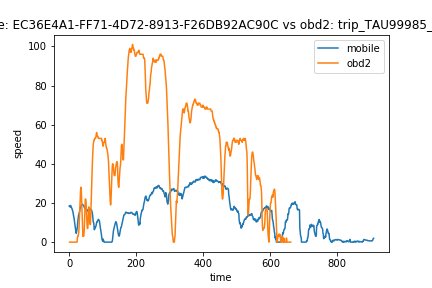 e: EC36E4A1-FF71-4D72-8913-F26DB92AC90C vs obd2: trip_TAU99985_
mobile
obd2
100
80
60
40
20
0
speed
0 200 400 600 800
time